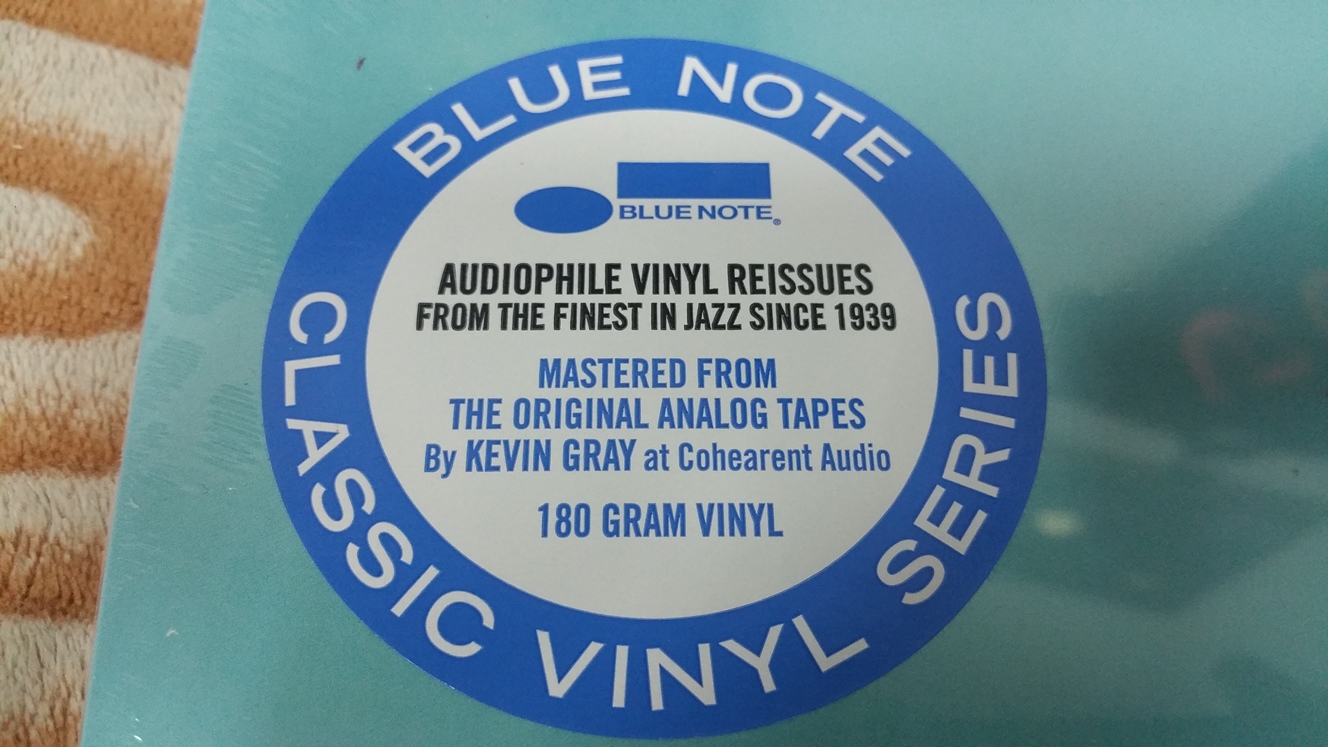 BLUE NOTE
BLUE NOTE®
AUDIOPHILE VINYL REISSUES
FROM THE FINEST IN JAZZ SINCE 1939
MASTERED FROM
THE ORIGINAL ANALOG TAPES
By KEVIN GRAY at Cohearent Audio
180 GRAM VINYL
CLASSIC VINYL SERIES